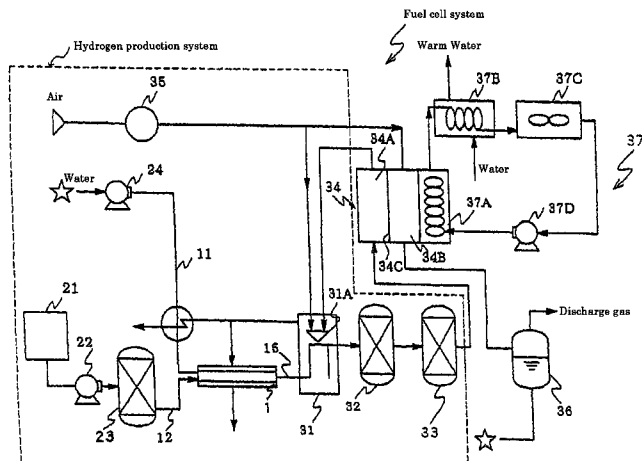 Fuel cell system
Hydrogen production system
Warm Water
35
37B
37C
Air
34A
37
Water
24
Water
34
37A
37D
34C
34B
11
21
31A
Discharge gas
22
16
23
12
1
31
32
33
36